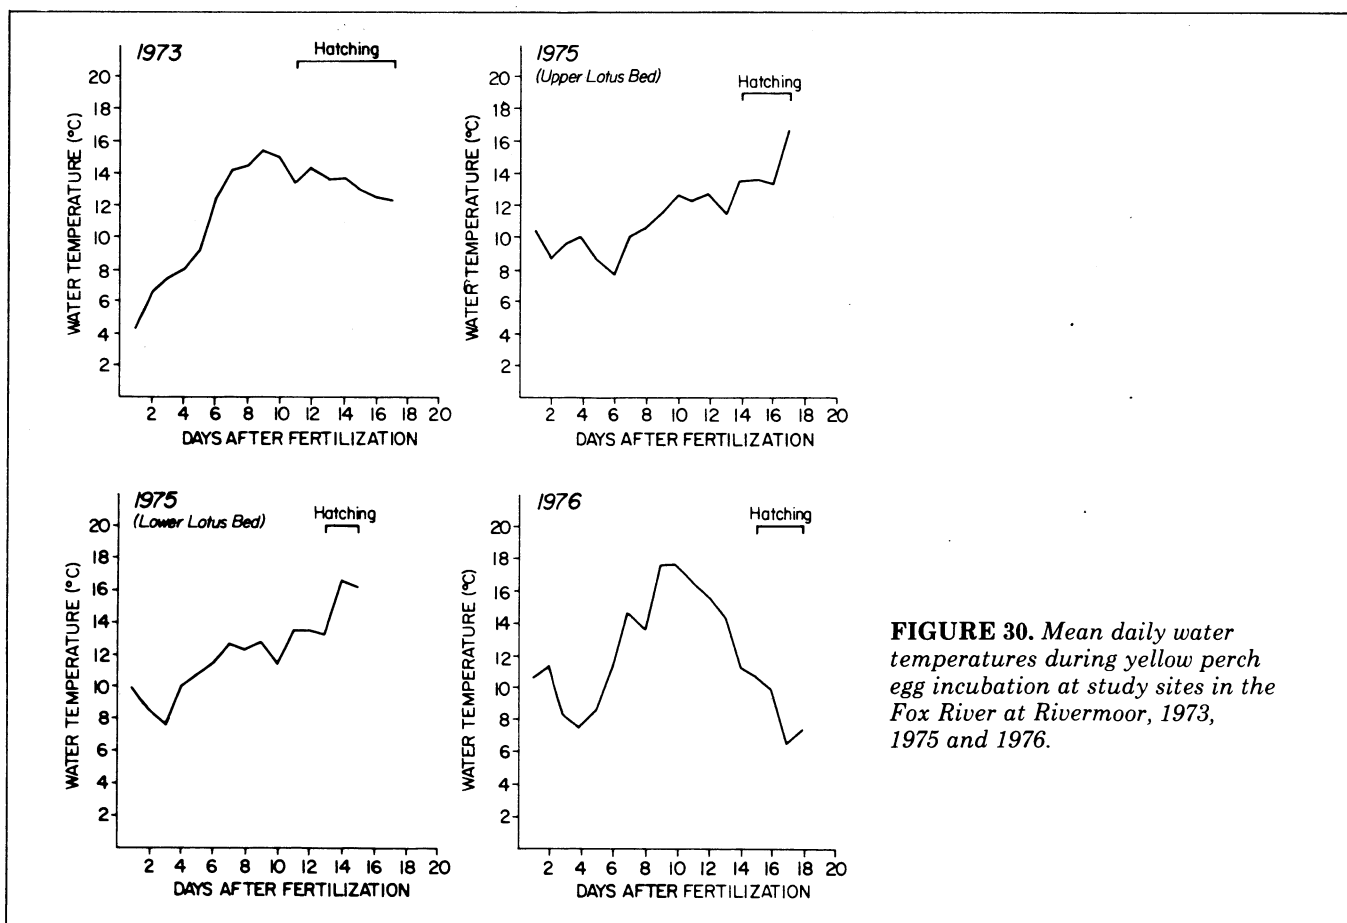 1973
Hatching
20
18
16
14
12
10
8
6
4
2
WATER TEMPERATURE (°C)
2 4 6 8 10 12 14 16 18 20
DAYS AFTER FERTILIZATION
1975
(Upper Lotus Bed)
Hatching
20
18
16
14
12
10
8
6
4
2
WATER TEMPERATURE (°C)
2 4 6 8 10 12 14 16 18 20
DAYS AFTER FERTILIZATION
1975
(Lower Lotus Bed)
Hatching
20
18
16
14
12
10
8
6
4
2
WATER TEMPERATURE (°C)
2 4 6 8 10 12 14 16 18 20
DAYS AFTER FERTILIZATION
1976
Hatching
20
18
16
14
12
10
8
6
4
2
WATER TEMPERATURE (°C)
2 4 6 8 10 12 14 16 18 20
DAYS AFTER FERTILIZATION
FIGURE 30. Mean daily water
temperatures during yellow perch
egg incubation at study sites in the
Fox River at Rivermoor, 1973,
1975 and 1976.